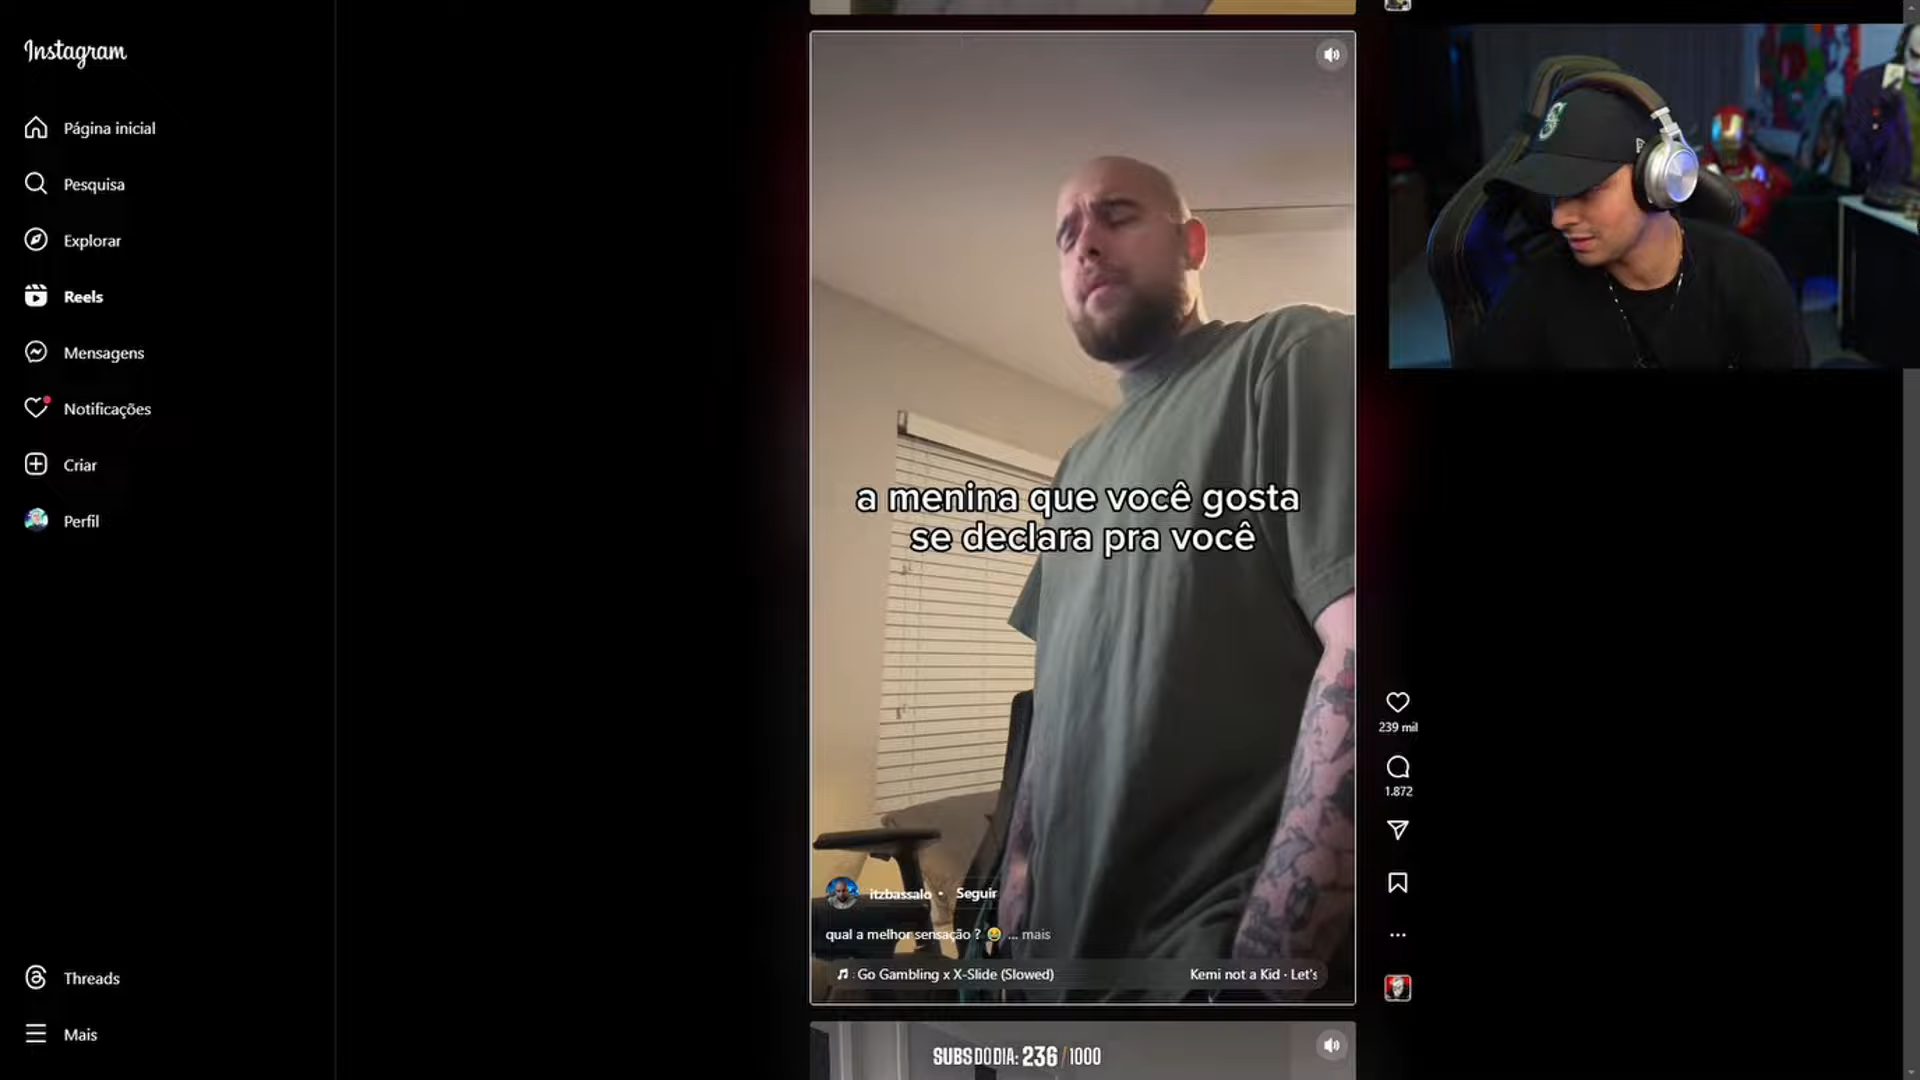 Instagram
Página inicial
Pesquisa
Explorar
Reels
Mensagens
Notificações
Criar
Perfil
Threads
Mais
a menina que você gosta
se declara pra você
itzbassalo • Seguir
qual a melhor sensação ? 😂 ... mais
Go Gambling x X-Slide (Slowed) Kemi not a Kid · Let's
239 mil
1.872
SUBS DO DIA: 236 / 1000